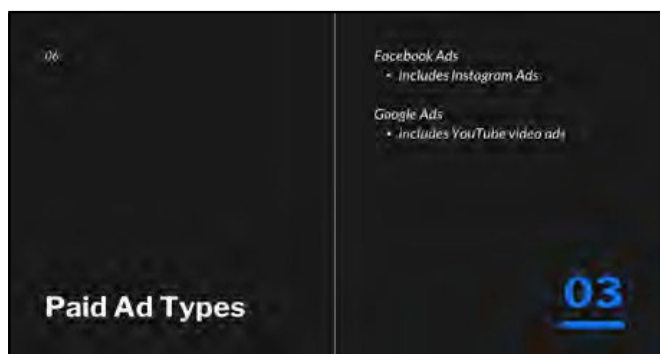 06
Paid Ad Types
Facebook Ads
• includes Instagram Ads
Google Ads
• includes YouTube video ads
03